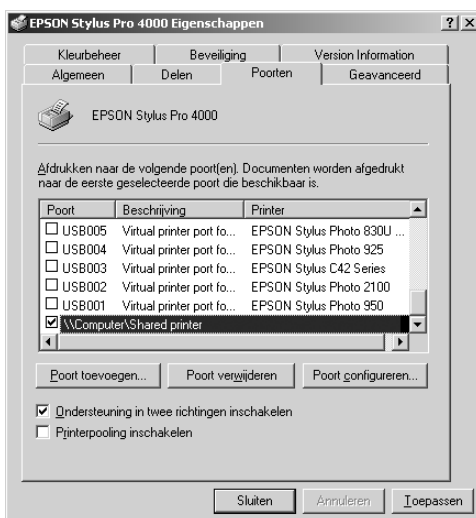 EPSON Stylus Pro 4000 Eigenschappen
Kleurbeheer Beveiliging Version Information
Algemeen Delen Poorten Geavanceerd
EPSON Stylus Pro 4000
Afdrukken naar de volgende poort(en). Documenten worden afgedrukt
naar de eerste geselecteerde poort die beschikbaar is.
Poort Beschrijving Printer
USB005 Virtual printer port fo... EPSON Stylus Photo 830U ...
USB004 Virtual printer port fo... EPSON Stylus Photo 925
USB003 Virtual printer port fo... EPSON Stylus C42 Series
USB002 Virtual printer port fo... EPSON Stylus Photo 2100
USB001 Virtual printer port fo... EPSON Stylus Photo 950
\\Computer\Shared printer
Poort toevoegen... Poort verwijderen Poort configureren...
Ondersteuning in twee richtingen inschakelen
Printerpooling inschakelen
Sluiten Annuleren Toepassen